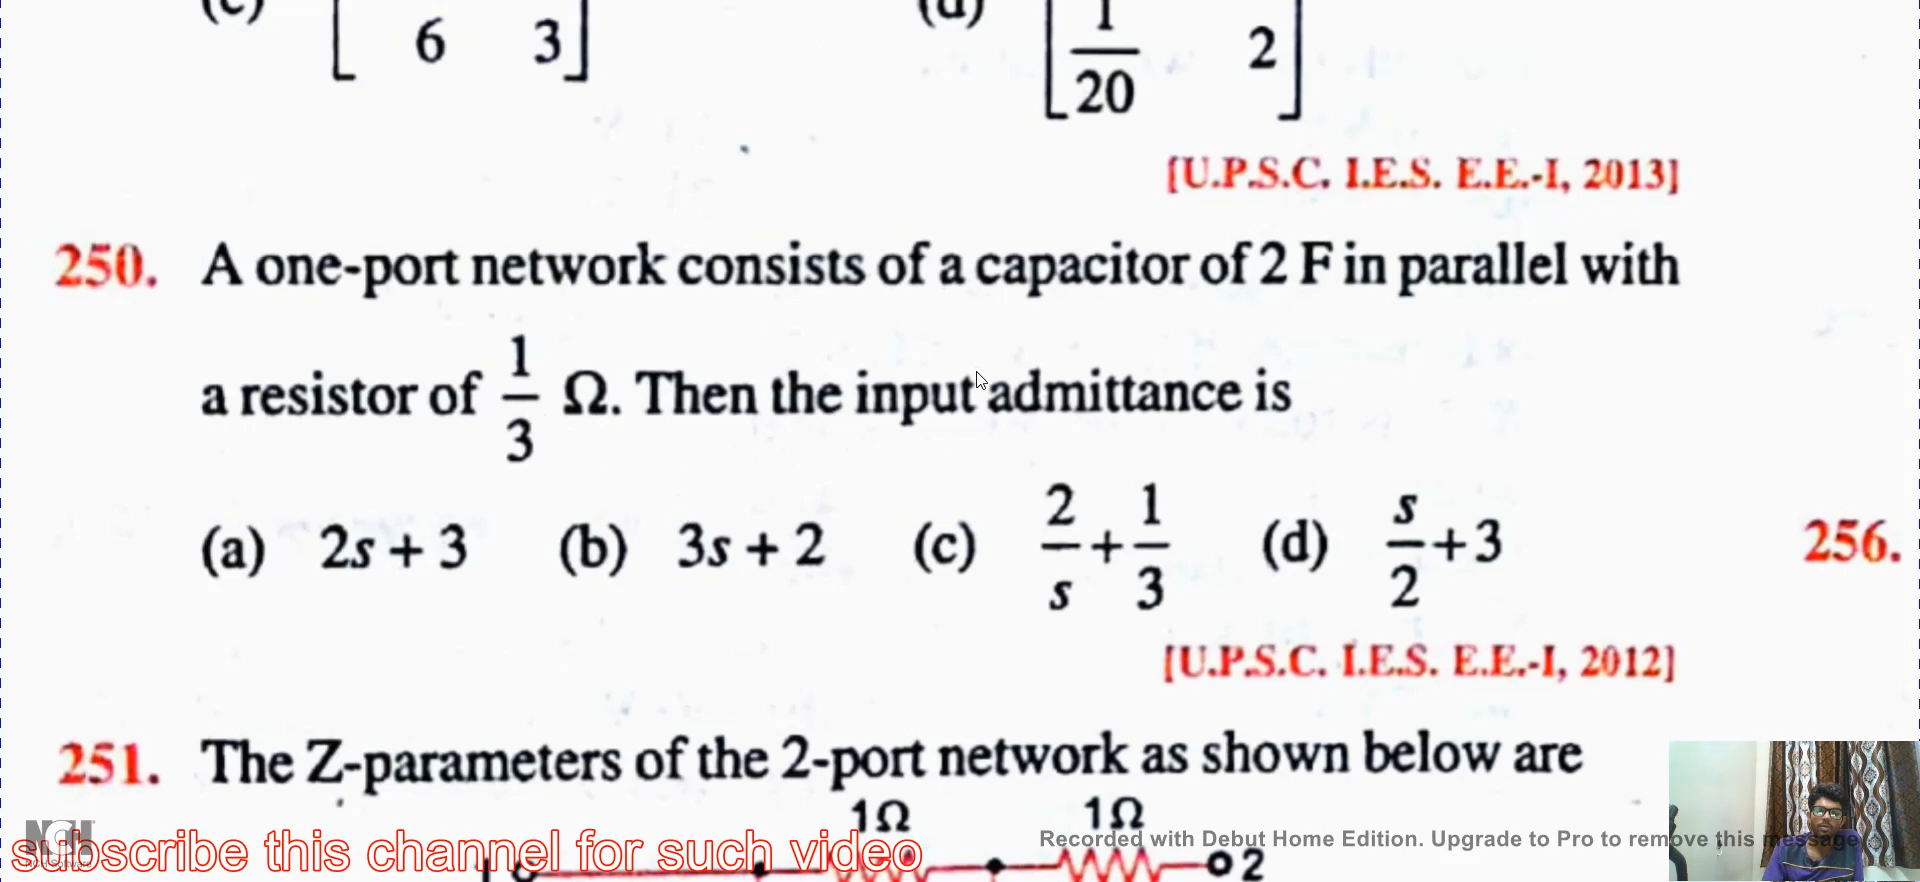 (c) [ 6 3 ] (d) [ 1/20 2 ]
[U.P.S.C. I.E.S. E.E.-I, 2013]
250. A one-port network consists of a capacitor of 2 F in parallel with
a resistor of 1/3 Ω. Then the input admittance is
(a) 2s + 3 (b) 3s + 2 (c) 2/s + 1/3 (d) s/2 + 3
256.
[U.P.S.C. I.E.S. E.E.-I, 2012]
251. The Z-parameters of the 2-port network as shown below are
1Ω 1Ω
Recorded with Debut Home Edition. Upgrade to Pro to remove this message
NCH Software
subscribe this channel for such video
1 2